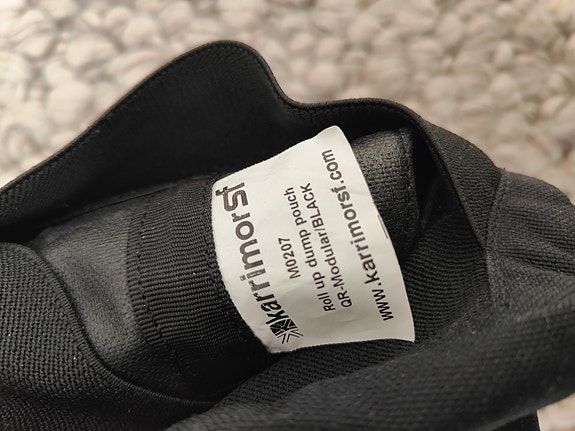 karrimorSf
M0207
Roll up dump pouch
QR-Modular/BLACK
www.karrimorsf.com